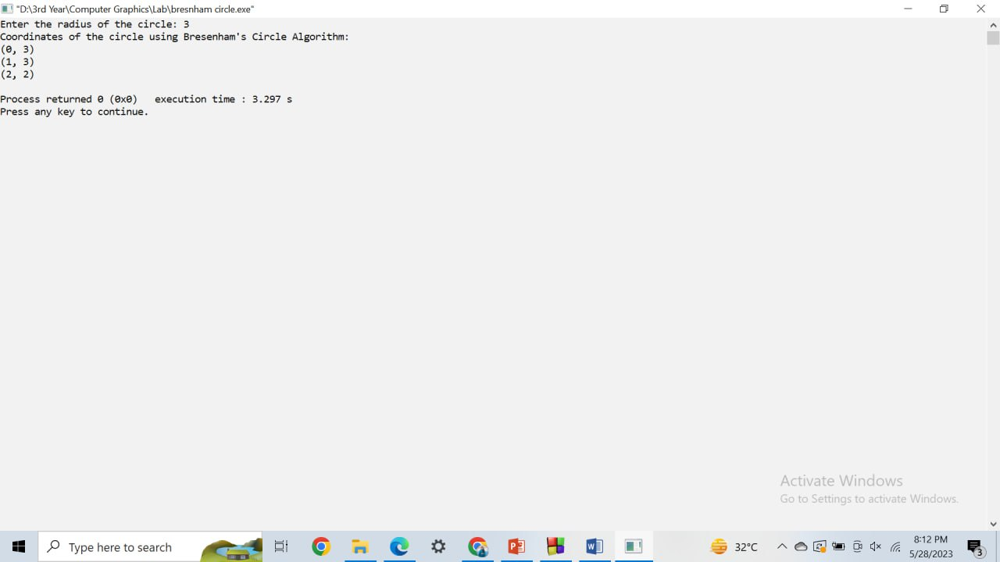 "D:\3rd Year\Computer Graphics\Lab\bresnham circle.exe"
Enter the radius of the circle: 3
Coordinates of the circle using Bresenham's Circle Algorithm:
(0, 3)
(1, 3)
(2, 2)
Process returned 0 (0x0)   execution time : 3.297 s
Press any key to continue.
Activate Windows
Go to Settings to activate Windows.
Type here to search
32°C
8:12 PM
5/28/2023
3